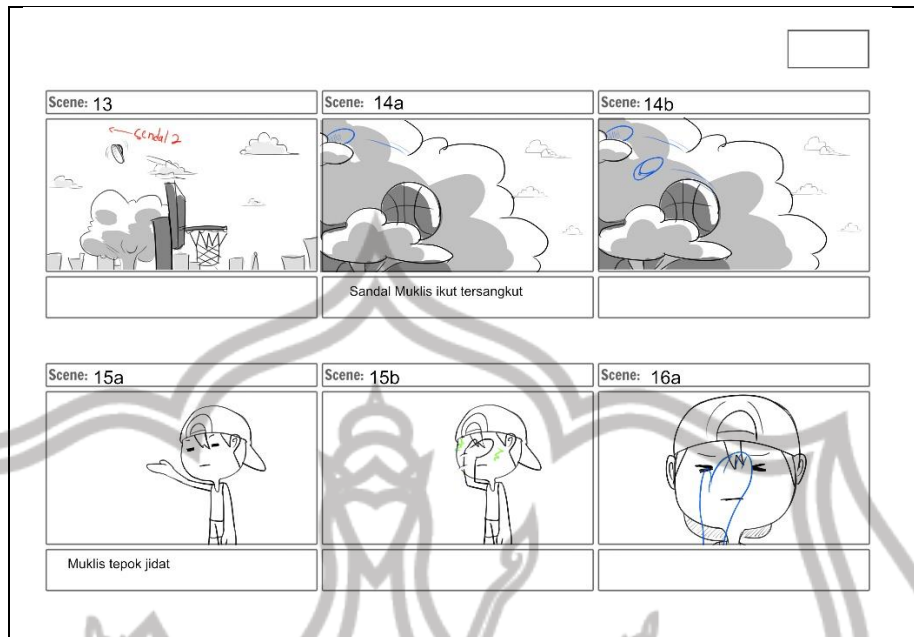 Scene: 13
Scene: 14a
Scene: 14b
sendal 2
Sandal Muklis ikut tersangkut
Scene: 15a
Scene: 15b
Scene: 16a
Muklis tepok jidat